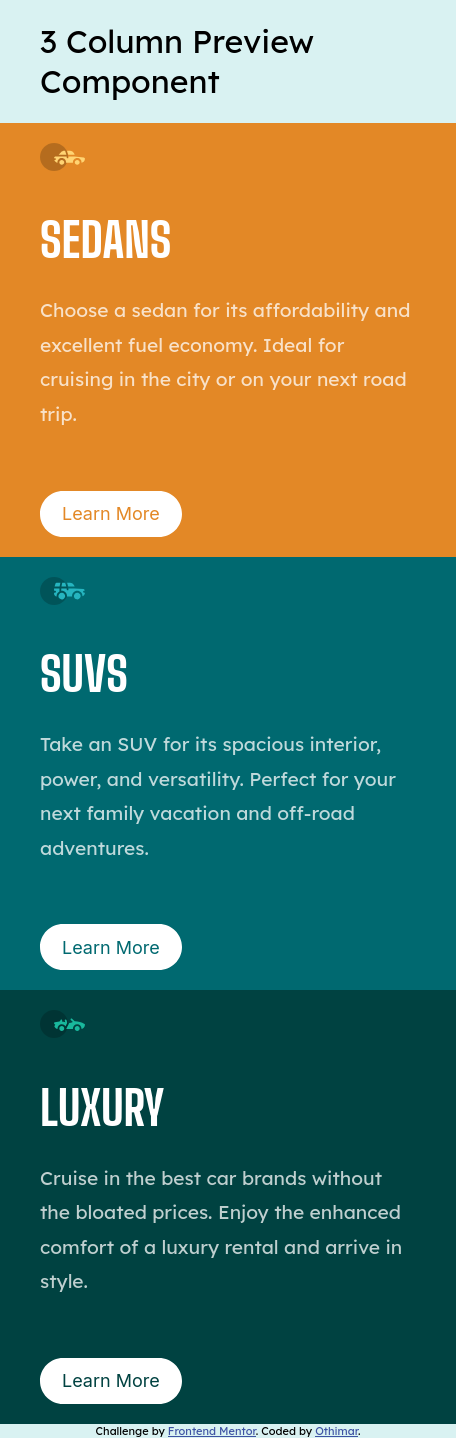 3 Column Preview
Component
SEDANS
Choose a sedan for its affordability and
excellent fuel economy. Ideal for
cruising in the city or on your next road
trip.
Learn More
SUVS
Take an SUV for its spacious interior,
power, and versatility. Perfect for your
next family vacation and off-road
adventures.
Learn More
LUXURY
Cruise in the best car brands without
the bloated prices. Enjoy the enhanced
comfort of a luxury rental and arrive in
style.
Learn More
Challenge by Frontend Mentor. Coded by Othimar.